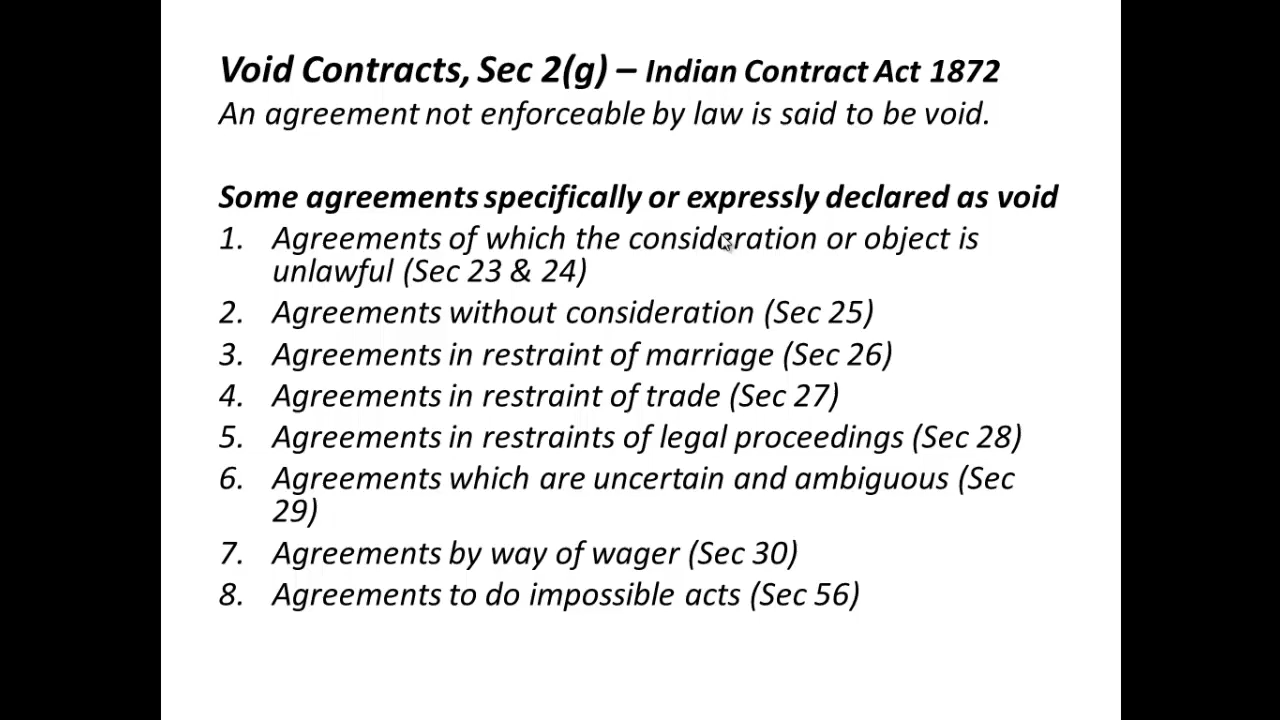 Void Contracts, Sec 2(g) – Indian Contract Act 1872
An agreement not enforceable by law is said to be void.
Some agreements specifically or expressly declared as void
1. Agreements of which the consideration or object is
unlawful (Sec 23 & 24)
2. Agreements without consideration (Sec 25)
3. Agreements in restraint of marriage (Sec 26)
4. Agreements in restraint of trade (Sec 27)
5. Agreements in restraints of legal proceedings (Sec 28)
6. Agreements which are uncertain and ambiguous (Sec
29)
7. Agreements by way of wager (Sec 30)
8. Agreements to do impossible acts (Sec 56)